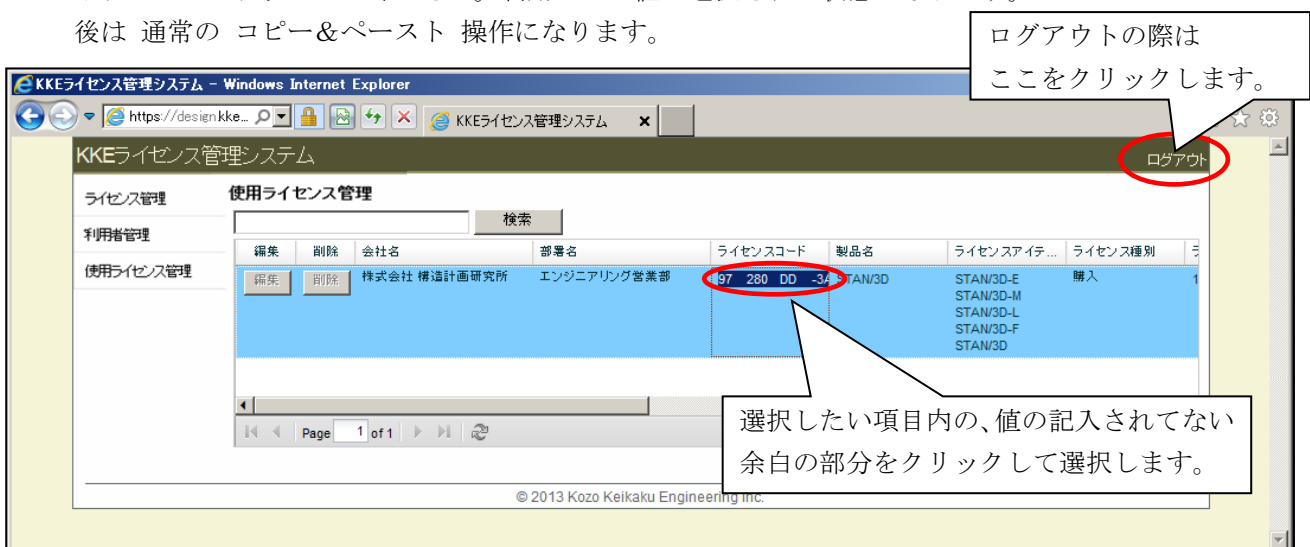 後は 通常の コピー＆ペースト 操作になります。
ログアウトの際は
ここをクリックします。
KKEライセンス管理システム - Windows Internet Explorer
https://design.kke...
KKEライセンス管理システム
KKEライセンス管理システム
ログアウト
ライセンス管理
利用者管理
使用ライセンス管理
使用ライセンス管理
検索
編集 削除 会社名 部署名 ライセンスコード 製品名 ライセンスアイテ... ライセンス種別
編集 削除 株式会社 構造計画研究所 エンジニアリング営業部 97 280 DD -3A STAN/3D STAN/3D-E 購入 1
STAN/3D-M
STAN/3D-L
STAN/3D-F
STAN/3D
選択したい項目内の、値の記入されてない
余白の部分をクリックして選択します。
Page 1 of 1
© 2013 Kozo Keikaku Engineering Inc.